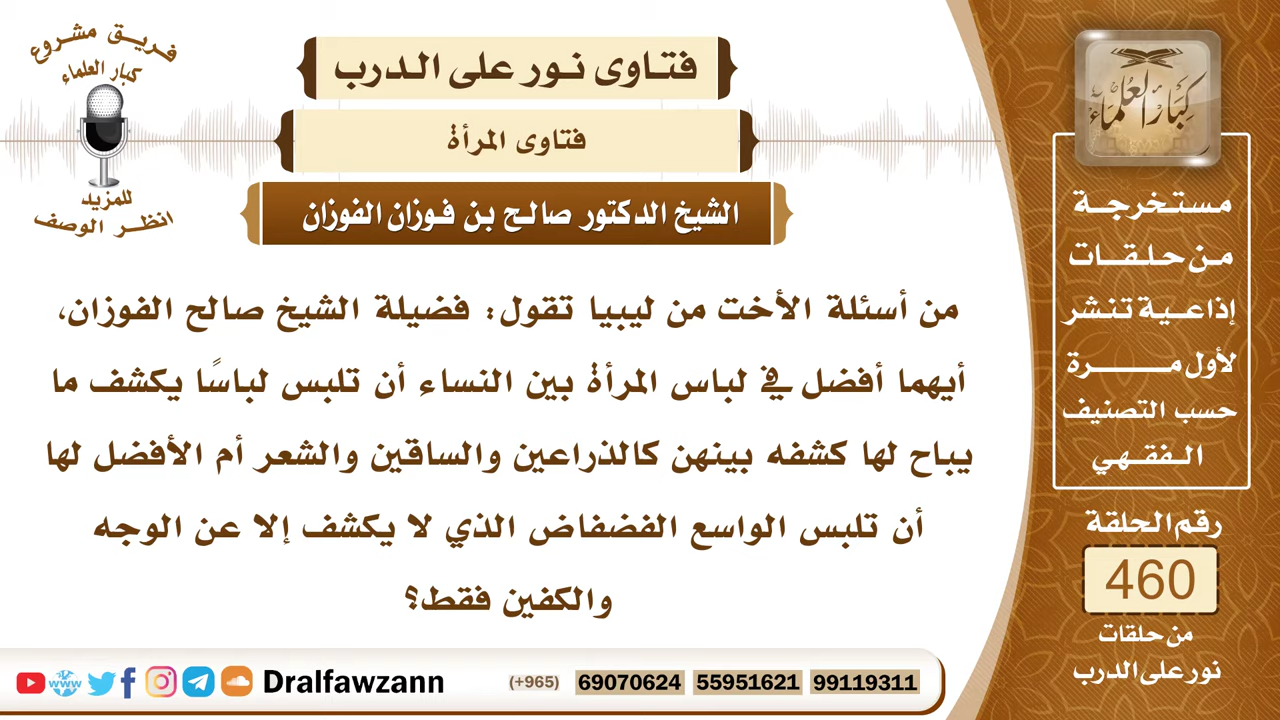 فريق مشروع
كبار العلماء
للمزيد
انظر الوصف
فتاوى نور على الدرب
فتاوى المرأة
الشيخ الدكتور صالح بن فوزان الفوزان
من أسئلة الأخت من ليبيا تقول: فضيلة الشيخ صالح الفوزان،
أيهما أفضل في لباس المرأة بين النساء أن تلبس لباسًا يكشف ما
يباح لها كشفه بينهن كالذراعين والساقين والشعر أم الأفضل لها
أن تلبس الواسع الفضفاض الذي لا يكشف إلا عن الوجه
والكفين فقط؟
كبار العلماء
مستخرجة
من حلقات
إذاعية تنشر
لأول مرة
حسب التصنيف
الفقهي
رقم الحلقة
460
من حلقات
نور على الدرب
www Dralfawzann (+965) 69070624 55951621 99119311